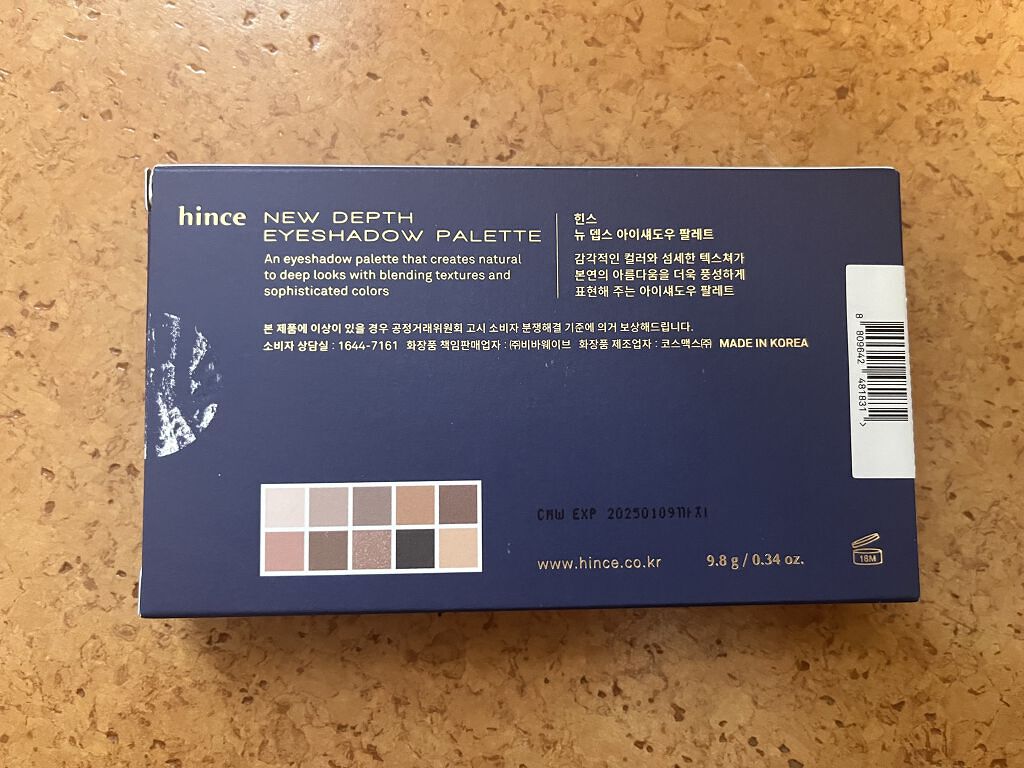 hince
NEW DEPTH
EYESHADOW PALETTE
An eyeshadow palette that creates natural
to deep looks with blending textures and
sophisticated colors
힌스
뉴 뎁스 아이섀도우 팔레트
감각적인 컬러와 섬세한 텍스쳐가
본연의 아름다움을 더욱 풍성하게
표현해 주는 아이섀도우 팔레트
본 제품에 이상이 있을 경우 공정거래위원회 고시 소비자 분쟁해결 기준에 의거 보상해드립니다.
소비자 상담실 : 1644-7161 화장품 책임판매업자 : ㈜비바웨이브 화장품 제조업자 : 코스맥스㈜ MADE IN KOREA
8 809642 481831 >
CMW EXP 20250109까지
www.hince.co.kr
9.8 g / 0.34 oz.
18M